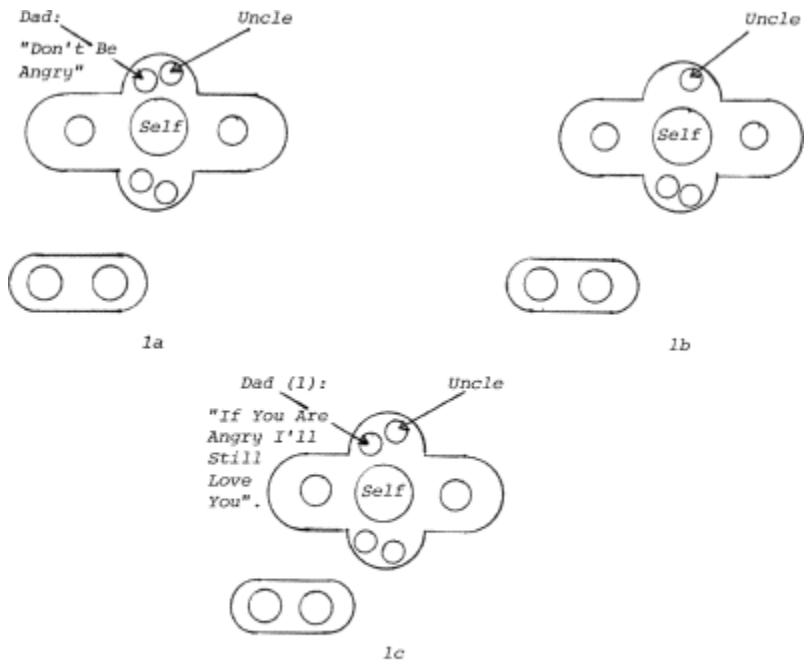 Dad:
Uncle
"Don't Be
Angry"
Self
1a
Uncle
Self
1b
Dad (1):
Uncle
"If You Are
Angry I'll
Still
Love
You".
Self
1c